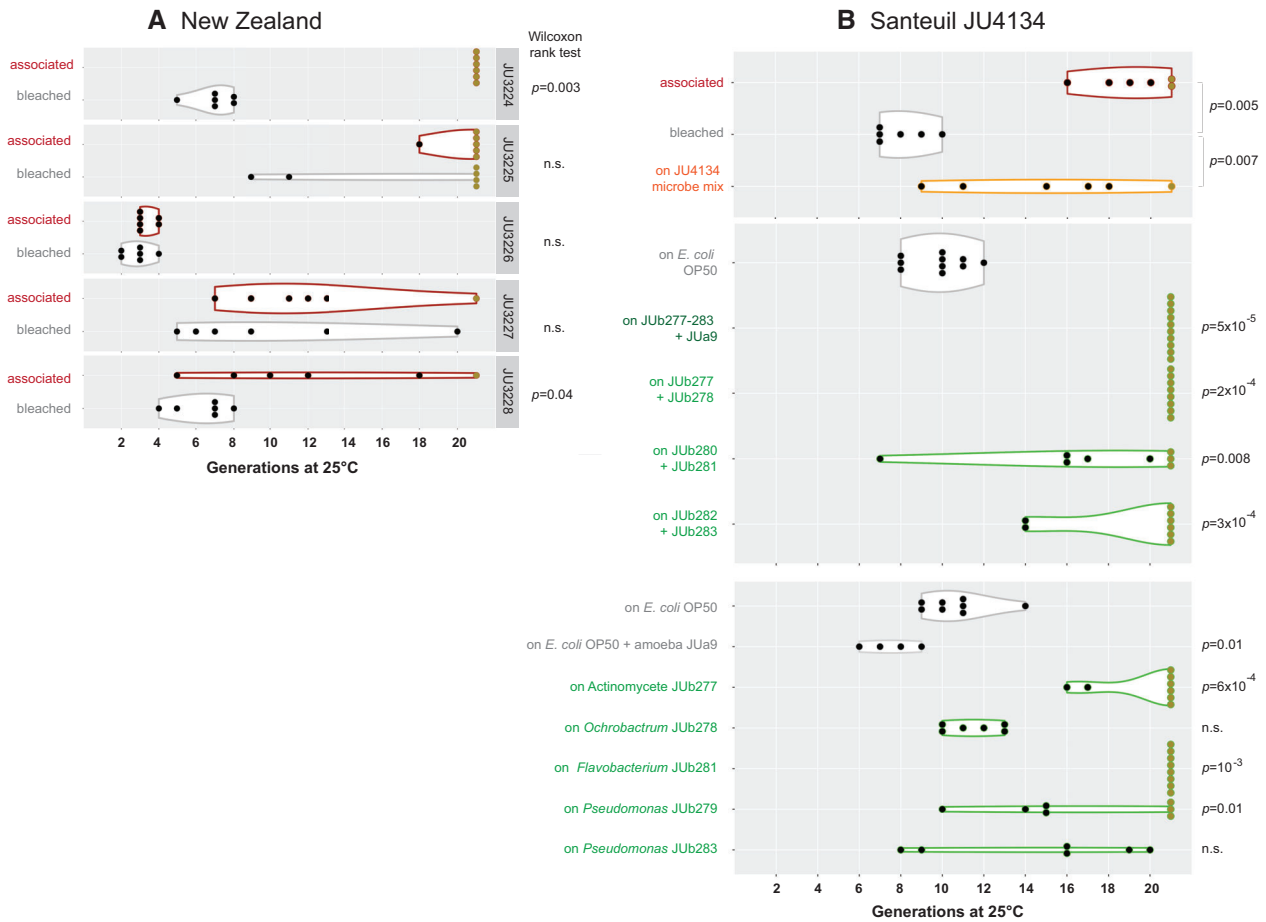 A New Zealand
Wilcoxon
rank test
associated
bleached
JU3224
p=0.003
associated
bleached
JU3225
n.s.
associated
bleached
JU3226
n.s.
associated
bleached
JU3227
n.s.
associated
bleached
JU3228
p=0.04
2 4 6 8 10 12 14 16 18 20
Generations at 25°C
B Santeuil JU4134
associated
bleached
on JU4134
microbe mix
p=0.005
p=0.007
on E. coli
OP50
on JUb277-283
+ JUa9
p=5x10⁻⁵
on JUb277
+ JUb278
p=2x10⁻⁴
on JUb280
+ JUb281
p=0.008
on JUb282
+ JUb283
p=3x10⁻⁴
on E. coli OP50
on E. coli OP50 + amoeba JUa9
p=0.01
on Actinomycete JUb277
p=6x10⁻⁴
on Ochrobactrum JUb278
n.s.
on Flavobacterium JUb281
p=10⁻³
on Pseudomonas JUb279
p=0.01
on Pseudomonas JUb283
n.s.
2 4 6 8 10 12 14 16 18 20
Generations at 25°C